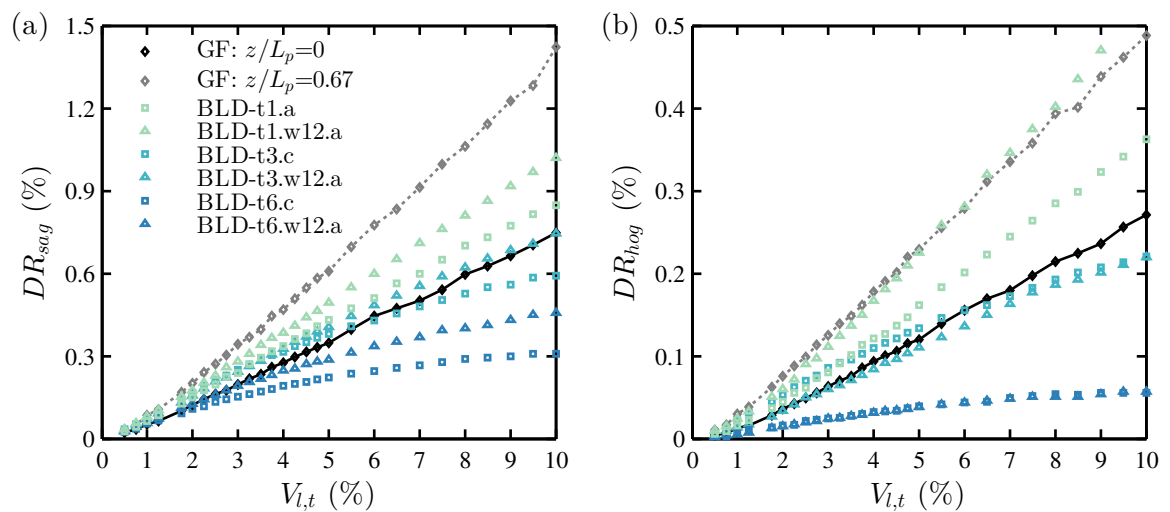 (a)
1.5
1.2
0.9
0.6
0.3
0
DR_sag (%)
GF: z/L_p=0
GF: z/L_p=0.67
BLD-t1.a
BLD-t1.w12.a
BLD-t3.c
BLD-t3.w12.a
BLD-t6.c
BLD-t6.w12.a
0 1 2 3 4 5 6 7 8 9 10
V_l,t (%)
(b)
0.5
0.4
0.3
0.2
0.1
0
DR_hog (%)
0 1 2 3 4 5 6 7 8 9 10
V_l,t (%)